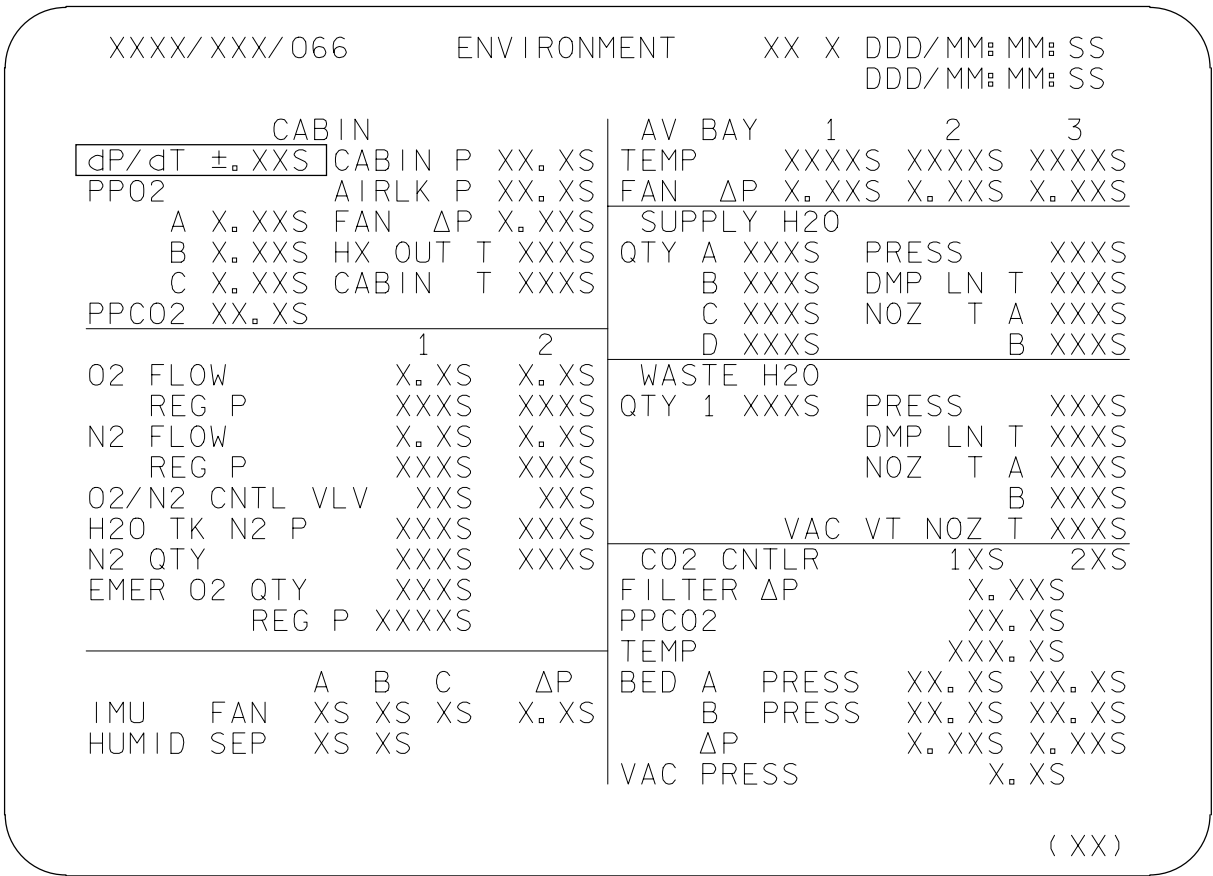 XXXX/XXX/066 ENVIRONMENT XX X DDD/MM:MM:SS
DDD/MM:MM:SS
CABIN
dP/dT ±.XXS CABIN P XX.XS
PPO2 AIRLK P XX.XS
A X.XXS FAN ΔP X.XXS
B X.XXS HX OUT T XXXS
C X.XXS CABIN T XXXS
PPCO2 XX.XS
1 2
O2 FLOW X.XS X.XS
REG P XXXS XXXS
N2 FLOW X.XS X.XS
REG P XXXS XXXS
O2/N2 CNTL VLV XXS XXS
H2O TK N2 P XXXS XXXS
N2 QTY XXXS XXXS
EMER O2 QTY XXXS
REG P XXXXS
A B C ΔP
IMU FAN XS XS XS X.XS
HUMID SEP XS XS
AV BAY 1 2 3
TEMP XXXXS XXXXS XXXXS
FAN ΔP X.XXS X.XXS X.XXS
SUPPLY H2O
QTY A XXXS PRESS XXXS
B XXXS DMP LN T XXXS
C XXXS NOZ T A XXXS
D XXXS B XXXS
WASTE H2O
QTY 1 XXXS PRESS XXXS
DMP LN T XXXS
NOZ T A XXXS
B XXXS
VAC VT NOZ T XXXS
CO2 CNTLR 1XS 2XS
FILTER ΔP X.XXS
PPCO2 XX.XS
TEMP XXX.XS
BED A PRESS XX.XS XX.XS
B PRESS XX.XS XX.XS
ΔP X.XXS X.XXS
VAC PRESS X.XS
(XX)